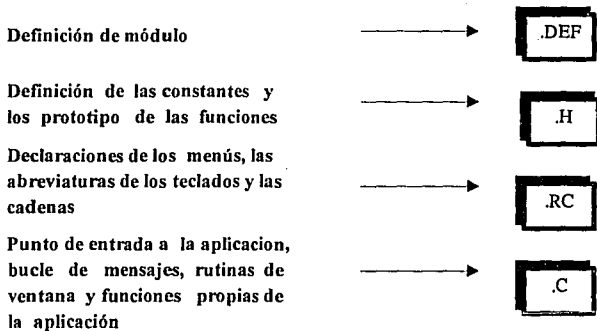 Definición de módulo
.DEF
Definición de las constantes y
los prototipo de las funciones
.H
Declaraciones de los menús, las
abreviaturas de los teclados y las
cadenas
.RC
Punto de entrada a la aplicacion,
bucle de mensajes, rutinas de
ventana y funciones propias de
la aplicación
.C